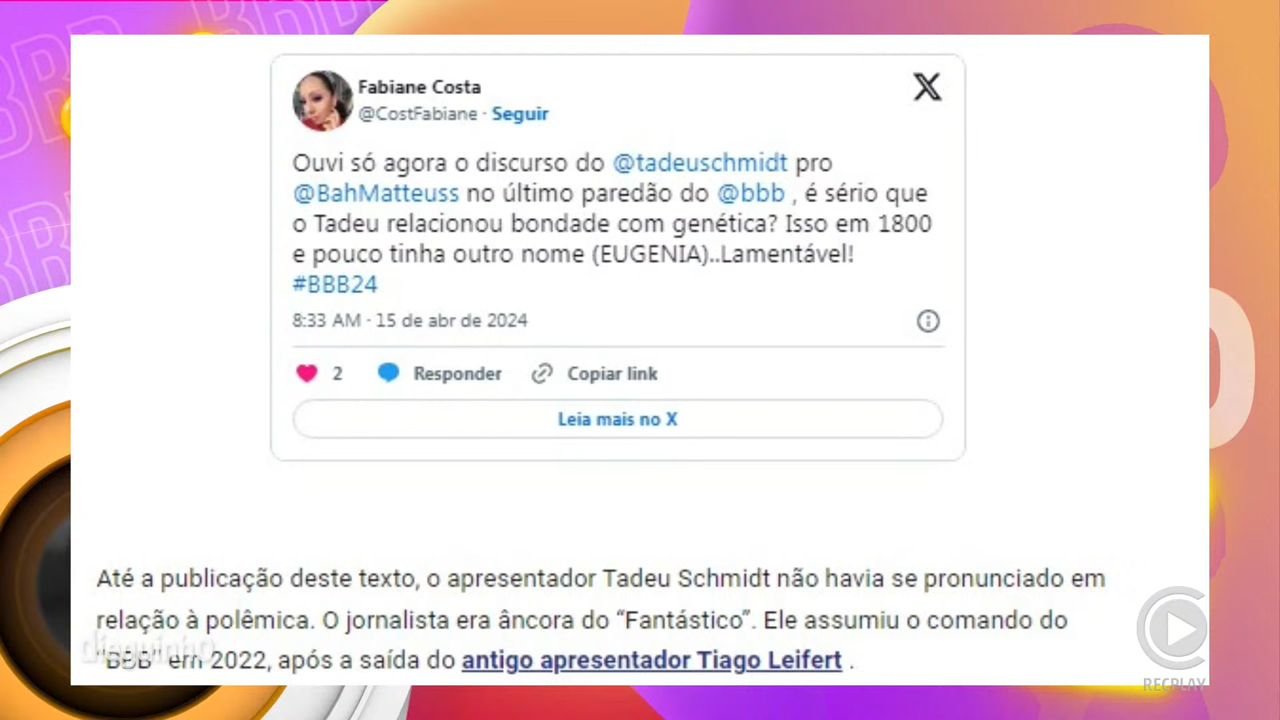 Fabiane Costa
@CostFabiane · Seguir
Ouvi só agora o discurso do @tadeuschmidt pro
@BahMatteuss no último paredão do @bbb , é sério que
o Tadeu relacionou bondade com genética? Isso em 1800
e pouco tinha outro nome (EUGENIA)..Lamentável!
#BBB24
8:33 AM · 15 de abr de 2024
2 Responder Copiar link
Leia mais no X
Até a publicação deste texto, o apresentador Tadeu Schmidt não havia se pronunciado em
relação à polêmica. O jornalista era âncora do “Fantástico”. Ele assumiu o comando do
“BBB” em 2022, após a saída do antigo apresentador Tiago Leifert .
RECPLAY
BBB
BBB
BBB